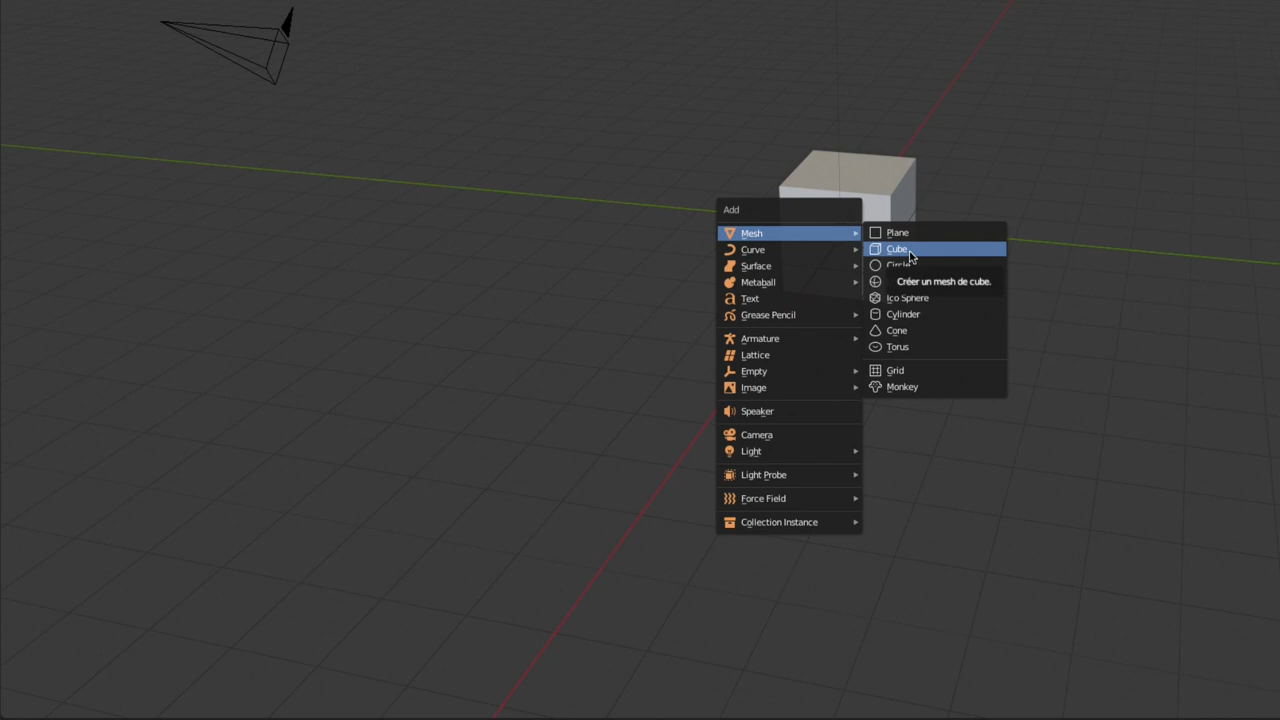 Add
Mesh
Curve
Surface
Metaball
Text
Grease Pencil
Armature
Lattice
Empty
Image
Speaker
Camera
Light
Light Probe
Force Field
Collection Instance
Plane
Cube
Circle
Créer un mesh de cube.
Ico Sphere
Cylinder
Cone
Torus
Grid
Monkey